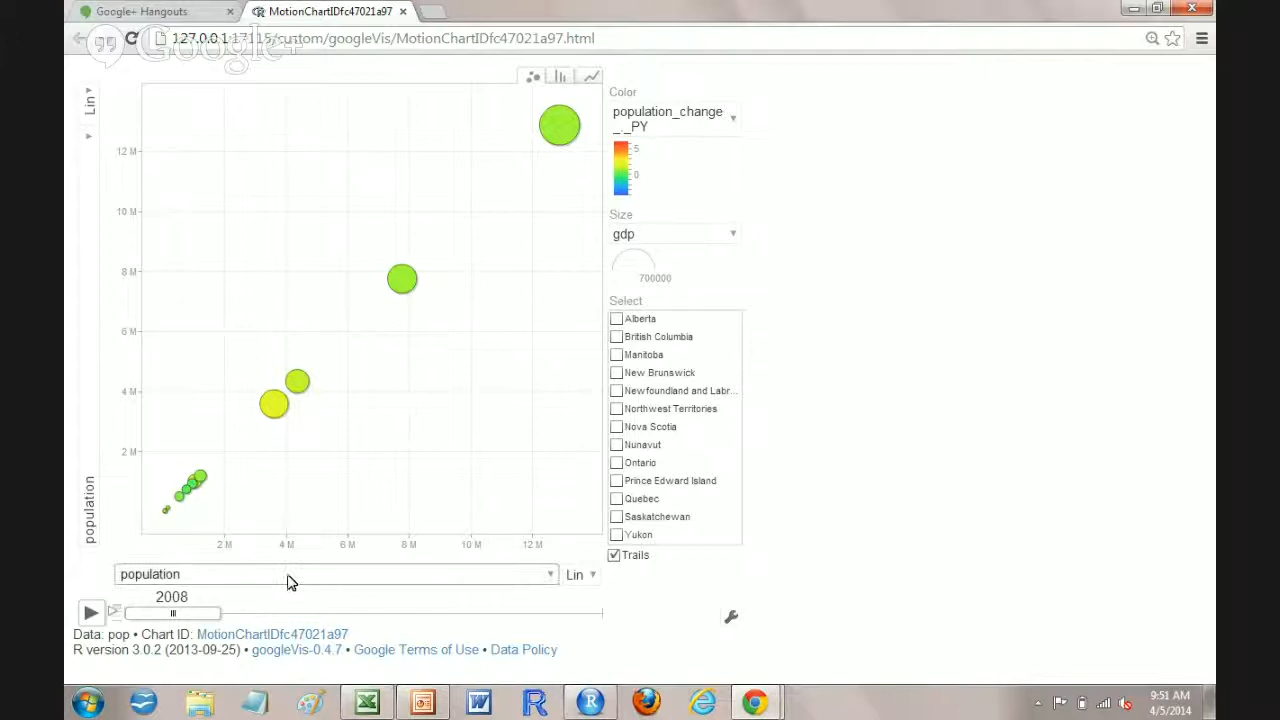 Google+ Hangouts
MotionChartIDfc47021a97
127.0.0.1:17115/custom/googleVis/MotionChartIDfc47021a97.html
Google+
Lin
12 M
10 M
8 M
6 M
4 M
2 M
population
2 M 4 M 6 M 8 M 10 M 12 M
population
Lin
2008
Color
population_change
_._PY
5
0
Size
gdp
700000
Select
Alberta
British Columbia
Manitoba
New Brunswick
Newfoundland and Labr...
Northwest Territories
Nova Scotia
Nunavut
Ontario
Prince Edward Island
Quebec
Saskatchewan
Yukon
Trails
Data: pop • Chart ID: MotionChartIDfc47021a97
R version 3.0.2 (2013-09-25) • googleVis-0.4.7 • Google Terms of Use • Data Policy
9:51 AM
4/5/2014